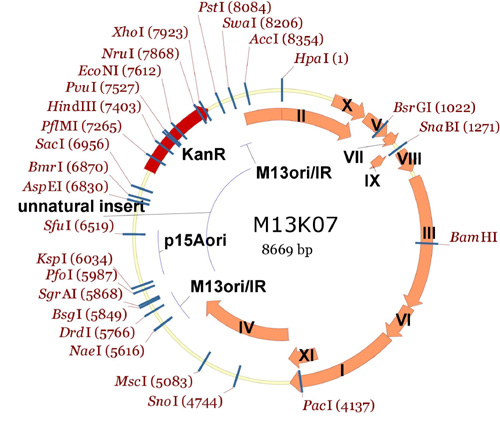 PstI (8084)
SwaI (8206)
AccI (8354)
HpaI (1)
XhoI (7923)
NruI (7868)
EcoNI (7612)
PvuI (7527)
HindIII (7403)
PflMI (7265)
SacI (6956)
BmrI (6870)
AspEI (6830)
unnatural insert
SfuI (6519)
KspI (6034)
PfoI (5987)
SgrAI (5868)
BsgI (5849)
DrdI (5766)
NaeI (5616)
MscI (5083)
SnoI (4744)
PacI (4137)
BamHI
SnaBI (1271)
BsrGI (1022)
KanR
II
X
V
VII
IX
VIII
III
VI
I
XI
IV
M13ori/IR
p15Aori
M13ori/IR
M13K07
8669 bp